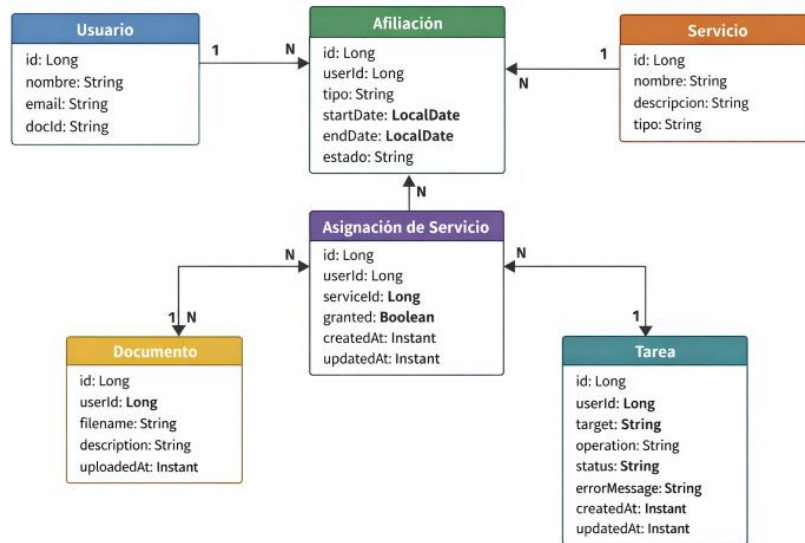 Usuario
id: Long
nombre: String
email: String
docId: String
1
N
Afiliación
id: Long
userId: Long
tipo: String
startDate: LocalDate
endDate: LocalDate
estado: String
1
N
Servicio
id: Long
nombre: String
descripcion: String
tipo: String
N
Asignación de Servicio
id: Long
userId: Long
serviceId: Long
granted: Boolean
createdAt: Instant
updatedAt: Instant
N
1 N
Documento
id: Long
userId: Long
filename: String
description: String
uploadedAt: Instant
N
1
Tarea
id: Long
userId: Long
target: String
operation: String
status: String
errorMessage: String
createdAt: Instant
updatedAt: Instant